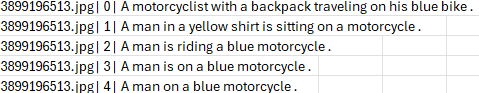 3899196513.jpg| 0| A motorcyclist with a backpack traveling on his blue bike .
3899196513.jpg| 1| A man in a yellow shirt is sitting on a motorcycle .
3899196513.jpg| 2| A man is riding a blue motorcycle .
3899196513.jpg| 3| A man is on a blue motorcycle .
3899196513.jpg| 4| A man on a blue motorcycle .